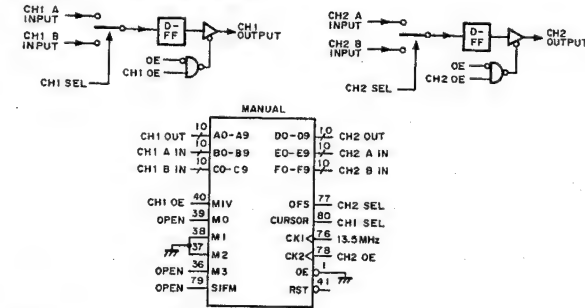 CH1 A
INPUT
CH1 B
INPUT
CH1 SEL
D-
FF
OE
CH1 OE
CH1
OUTPUT
CH2 A
INPUT
CH2 B
INPUT
CH2 SEL
D-
FF
OE
CH2 OE
CH2
OUTPUT
MANUAL
CH1 OUT 10 A0-A9 D0-D9 10 CH2 OUT
CH1 A IN 10 B0-B9 E0-E9 10 CH2 A IN
CH1 B IN 10 C0-C9 F0-F9 10 CH2 B IN
CH1 OE 40 MIV OFS 77 CH2 SEL
OPEN 39 M0 CURSOR 80 CH1 SEL
38 M1 CK1 76 13.5MHz
37 M2 CK2 78 CH2 OE
OPEN 36 M3 OE 1
OPEN 79 SIFM RST 41